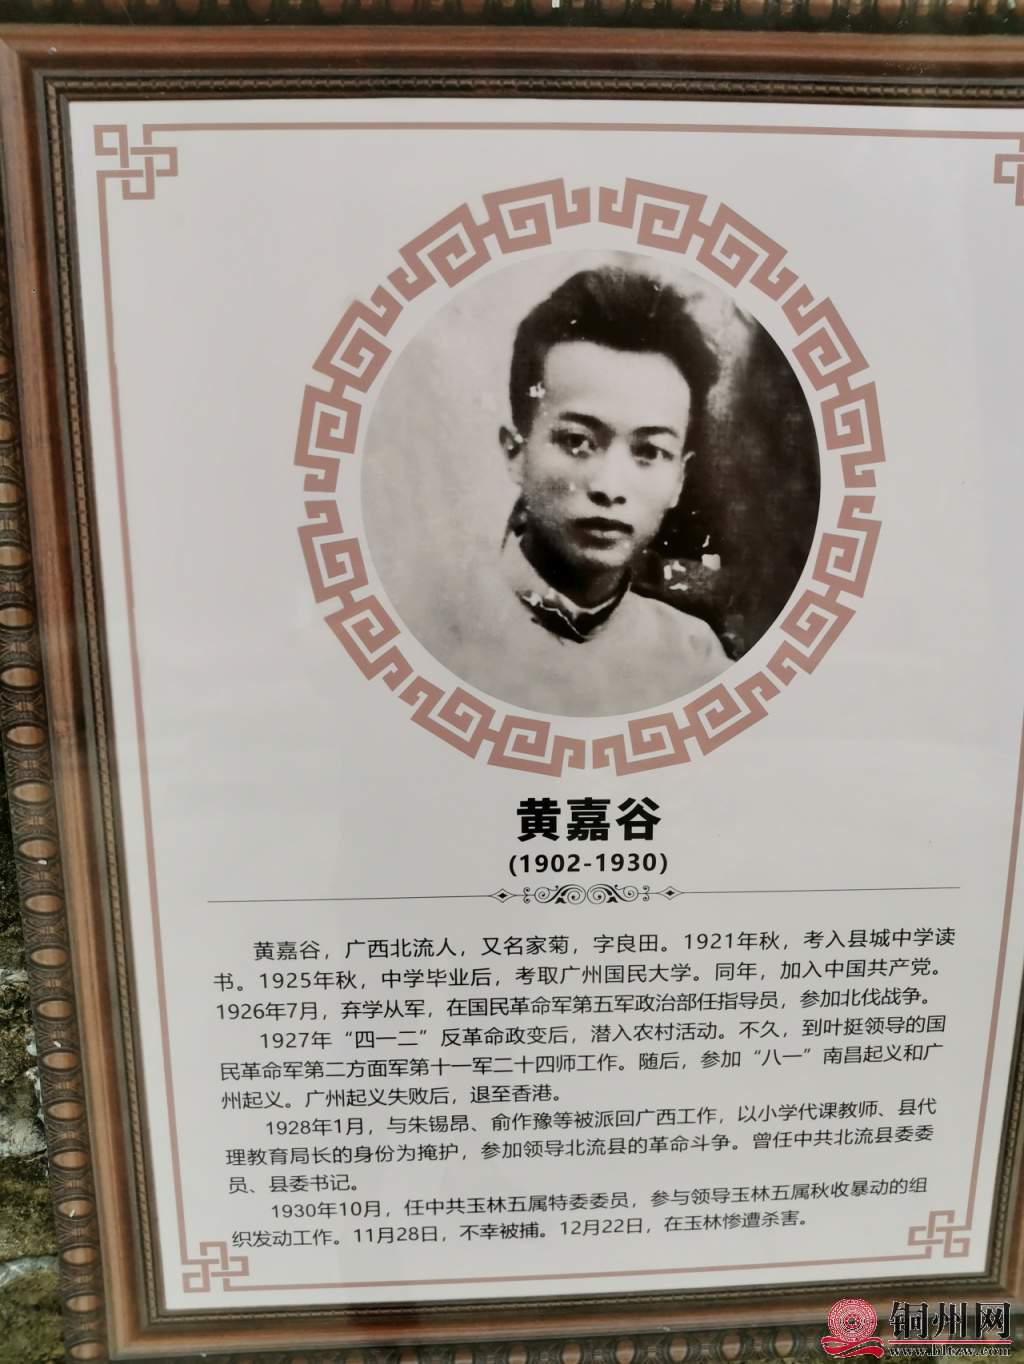 黄嘉谷
(1902-1930)
黄嘉谷，广西北流人，又名家菊，字良田。1921年秋，考入县城中学读
书。1925年秋，中学毕业后，考取广州国民大学。同年，加入中国共产党。
1926年7月，弃学从军，在国民革命军第五军政治部任指导员，参加北伐战争。
1927年“四一二”反革命政变后，潜入农村活动。不久，到叶挺领导的国
民革命军第二方面军第十一军二十四师工作。随后，参加“八一”南昌起义和广
州起义。广州起义失败后，退至香港。
1928年1月，与朱锡昂、俞作豫等被派回广西工作，以小学代课教师、县代
理教育局长的身份为掩护，参加领导北流县的革命斗争。曾任中共北流县委委
员、县委书记。
1930年10月，任中共玉林五属特委委员，参与领导玉林五属秋收暴动的组
织发动工作。11月28日，不幸被捕。12月22日，在玉林惨遭杀害。
铜州网
www.bltzw.com